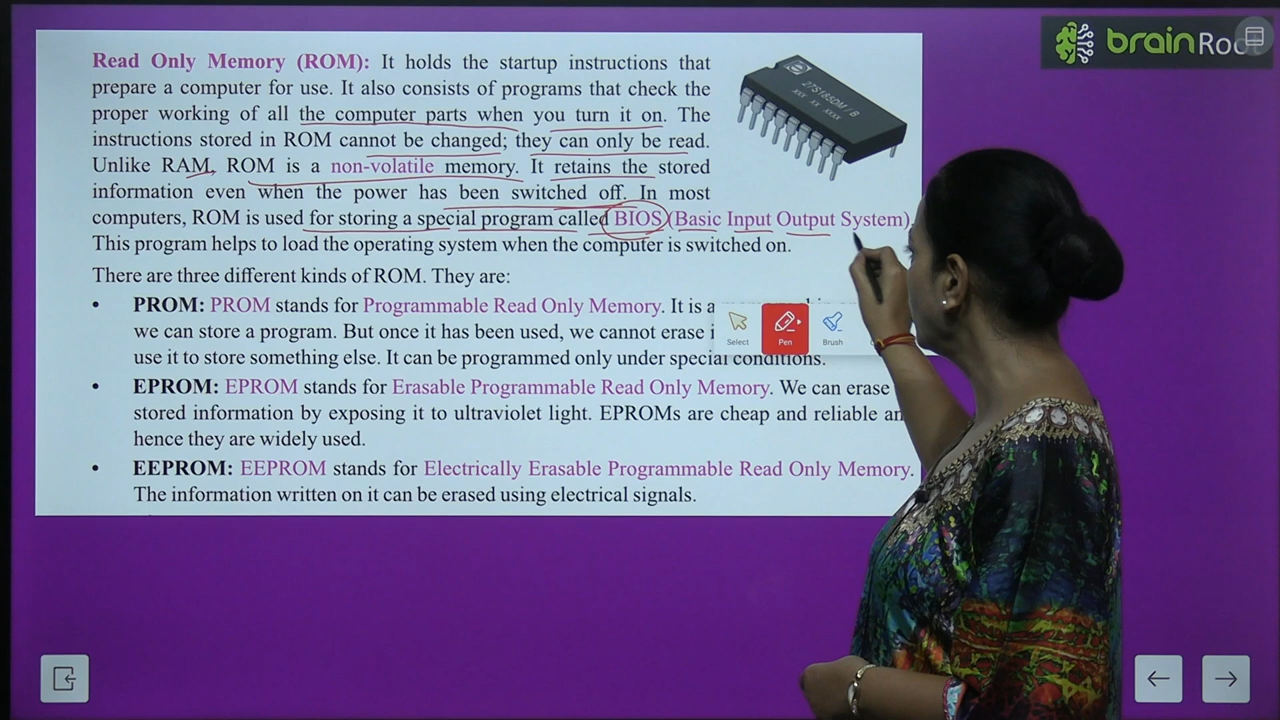 Read Only Memory (ROM): It holds the startup instructions that
prepare a computer for use. It also consists of programs that check the
proper working of all the computer parts when you turn it on. The
instructions stored in ROM cannot be changed; they can only be read.
Unlike RAM, ROM is a non-volatile memory. It retains the stored
information even when the power has been switched off. In most
computers, ROM is used for storing a special program called BIOS (Basic Input Output System).
This program helps to load the operating system when the computer is switched on.
There are three different kinds of ROM. They are:
• PROM: PROM stands for Programmable Read Only Memory. It is a
we can store a program. But once it has been used, we cannot erase
use it to store something else. It can be programmed only under special conditions.
• EPROM: EPROM stands for Erasable Programmable Read Only Memory. We can erase
stored information by exposing it to ultraviolet light. EPROMs are cheap and reliable
hence they are widely used.
• EEPROM: EEPROM stands for Electrically Erasable Programmable Read Only Memory.
The information written on it can be erased using electrical signals.
27S185DM / B
XXX XX XXXX
Select
Pen
Brush
brainRoot